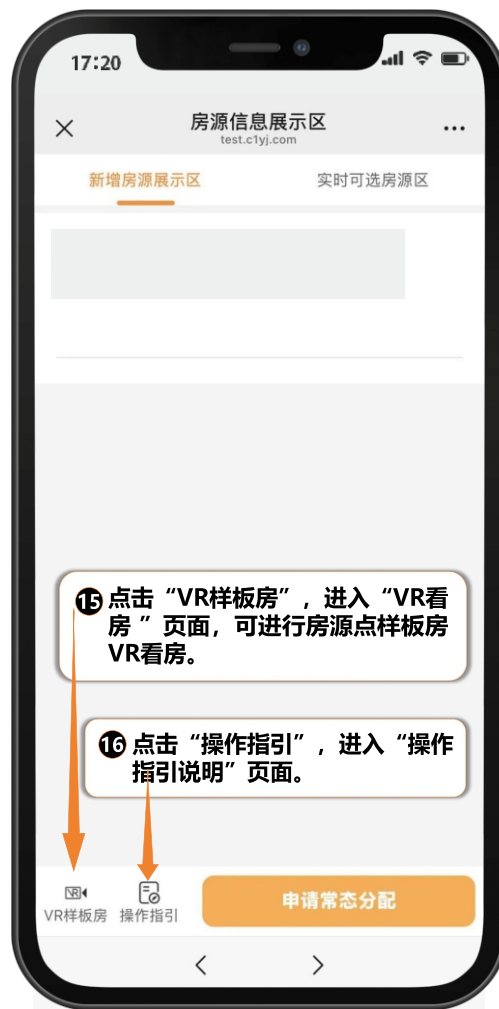 17:20
房源信息展示区
test.c1yj.com
新增房源展示区
实时可选房源区
⓯点击“VR样板房”，进入“VR看
房 ”页面，可进行房源点样板房
VR看房。
⓰点击“操作指引”，进入“操作
指引说明”页面。
VR
VR样板房
操作指引
申请常态分配